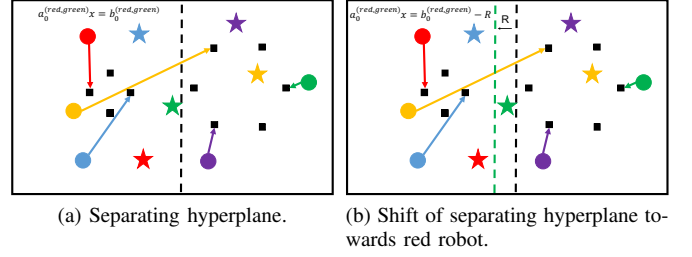 a_0^{(red,green)}x = b_0^{(red,green)}
a_0^{(red,green)}x = b_0^{(red,green)} − R
R
(a) Separating hyperplane.
(b) Shift of separating hyperplane to-
wards red robot.